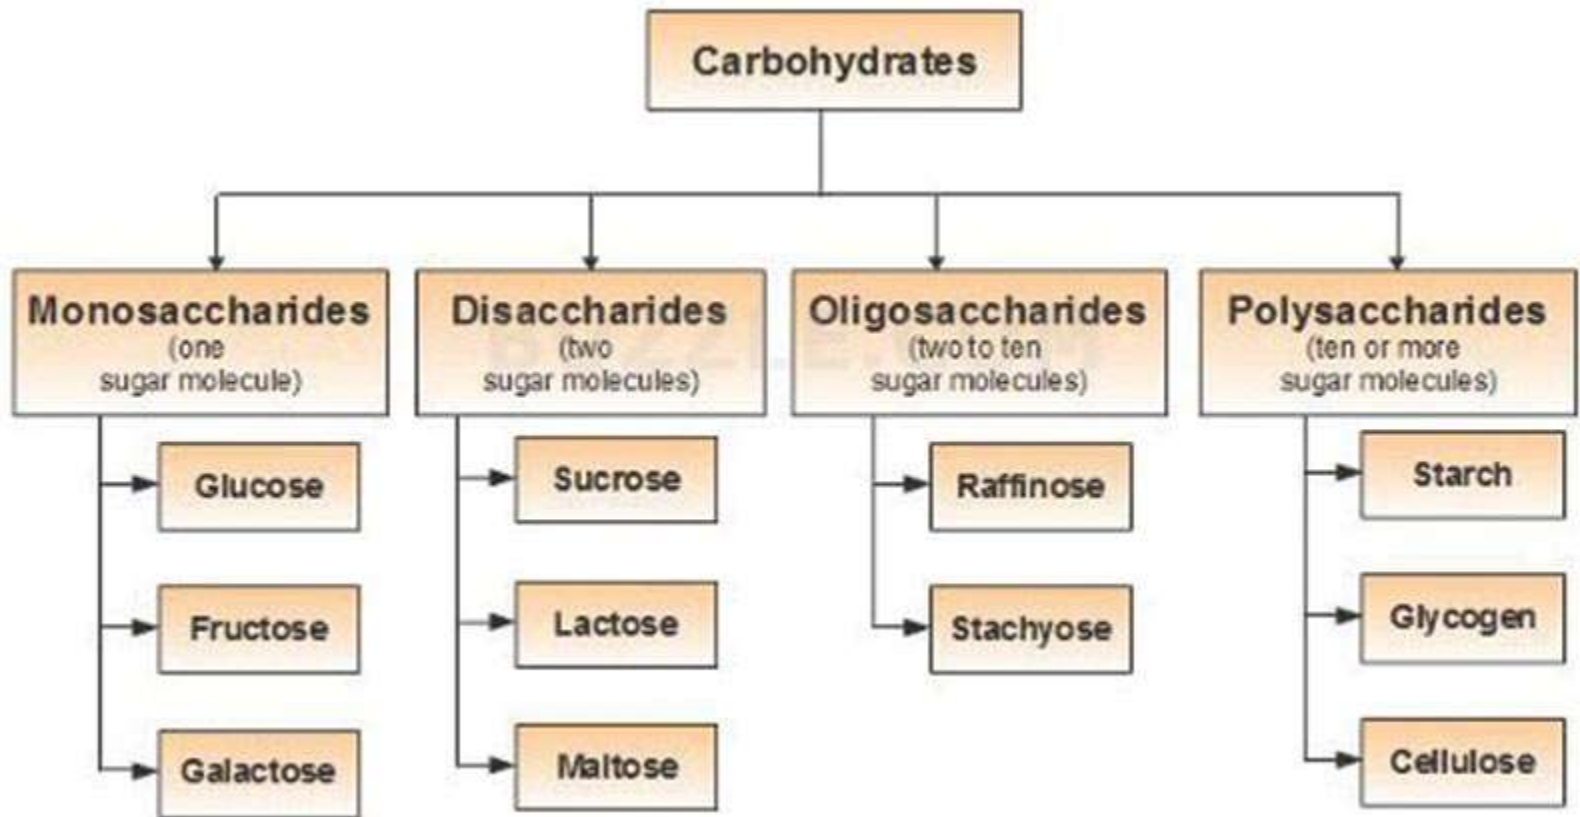 Carbohydrates
Monosaccharides
(one
sugar molecule)
Disaccharides
(two
sugar molecules)
Oligosaccharides
(two to ten
sugar molecules)
Polysaccharides
(ten or more
sugar molecules)
Glucose
Fructose
Galactose
Sucrose
Lactose
Maltose
Raffinose
Stachyose
Starch
Glycogen
Cellulose